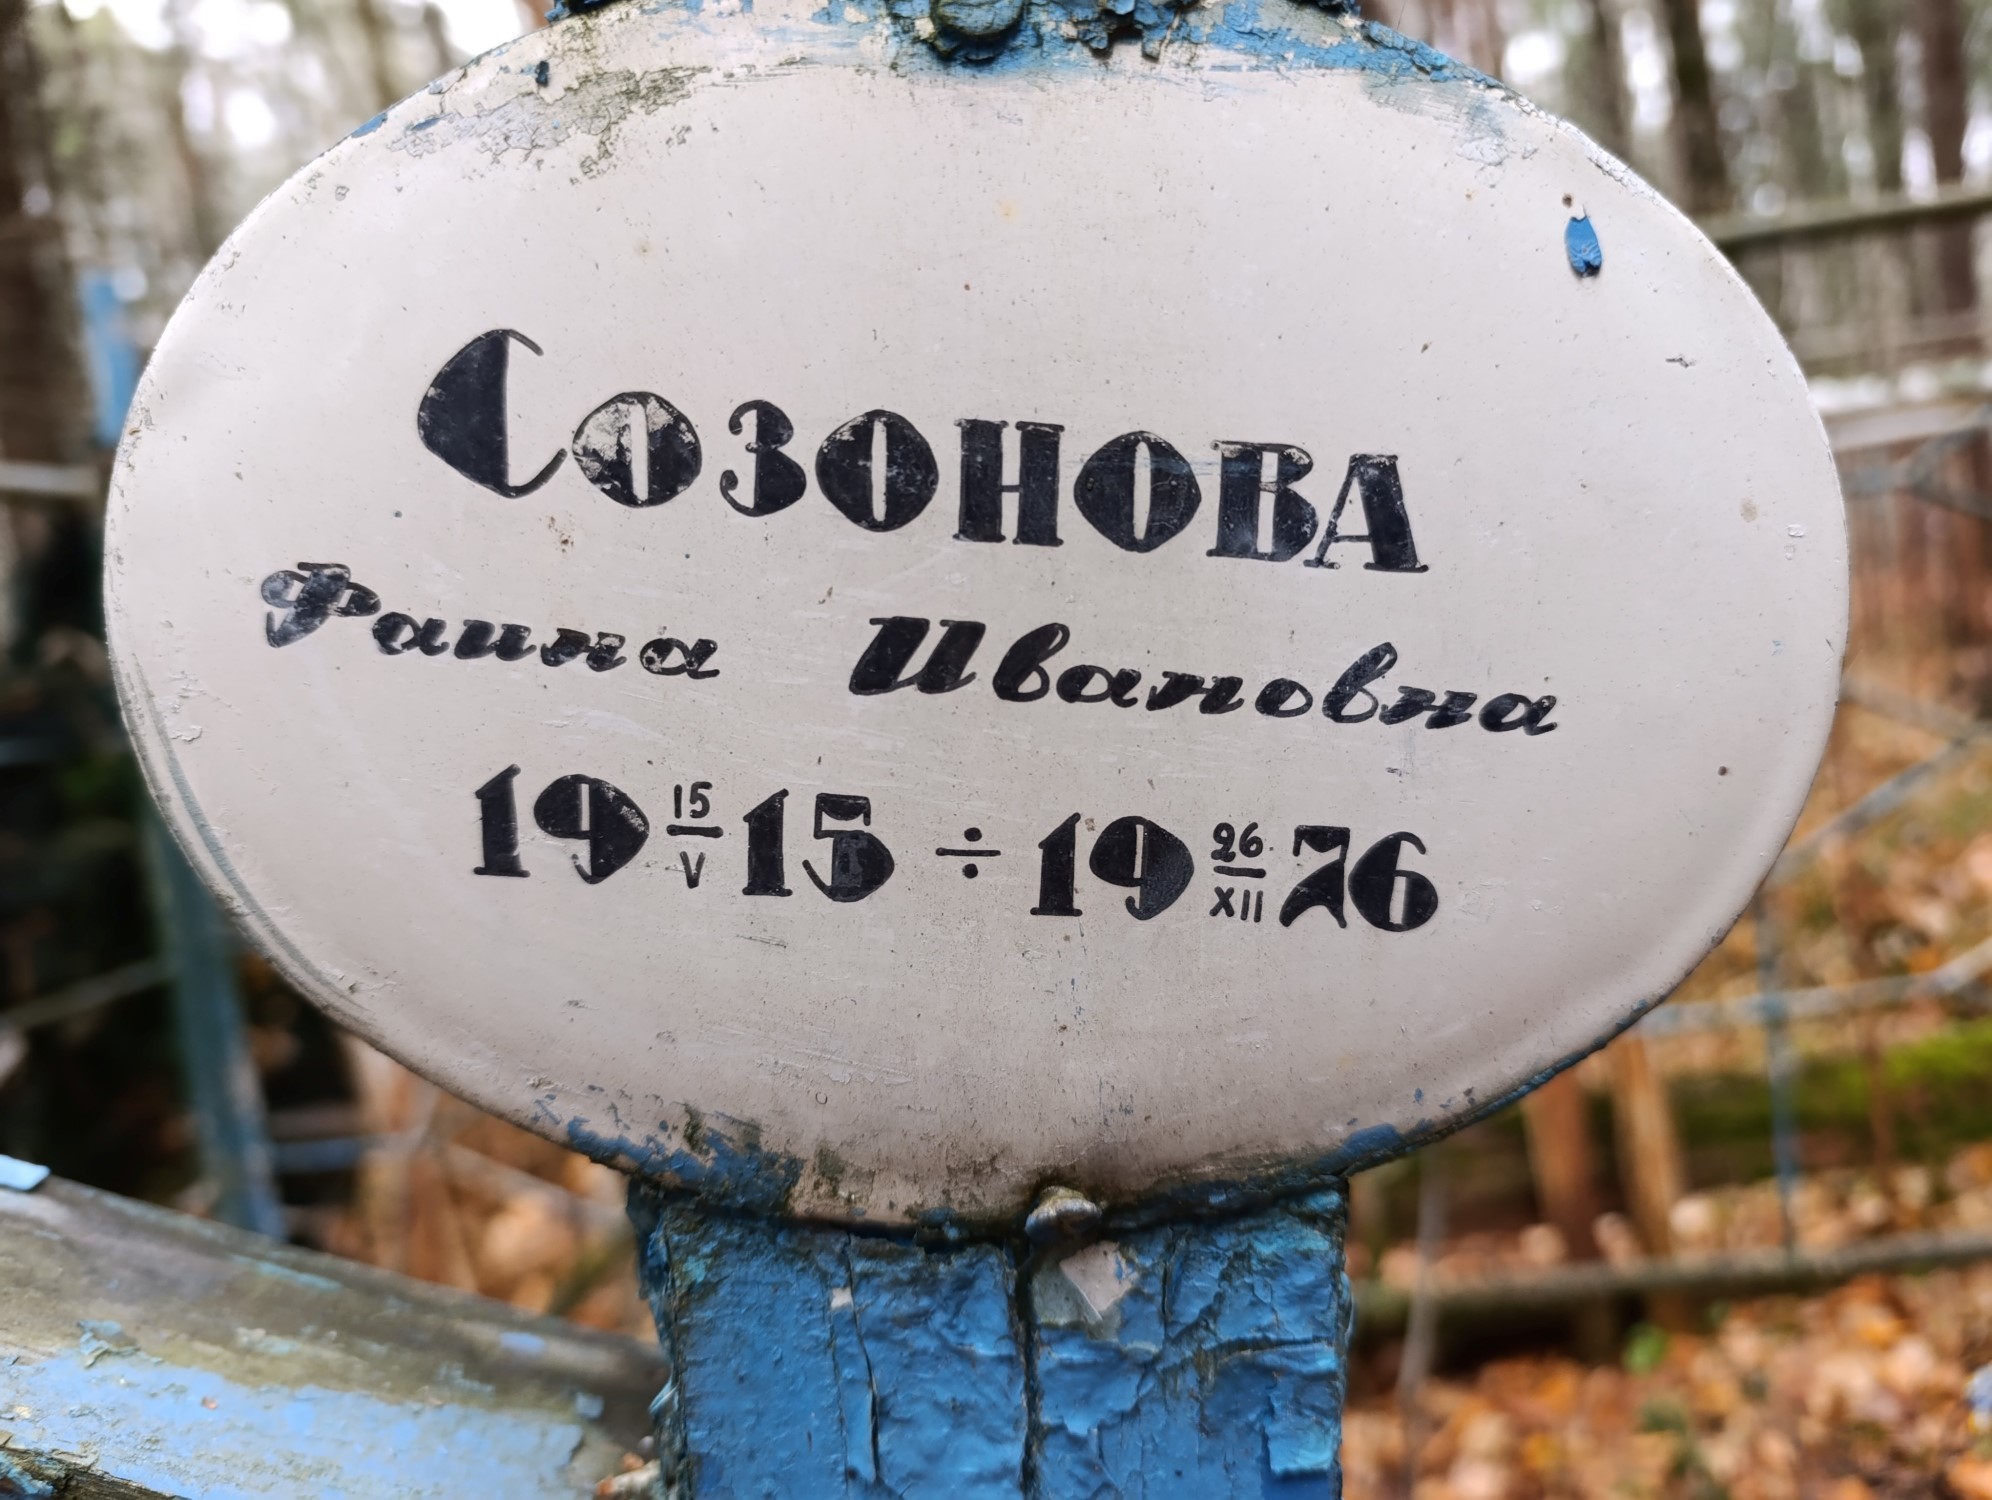 Созонова
Фаина Ивановна
19 15/V 15 ÷ 19 26/XII 76